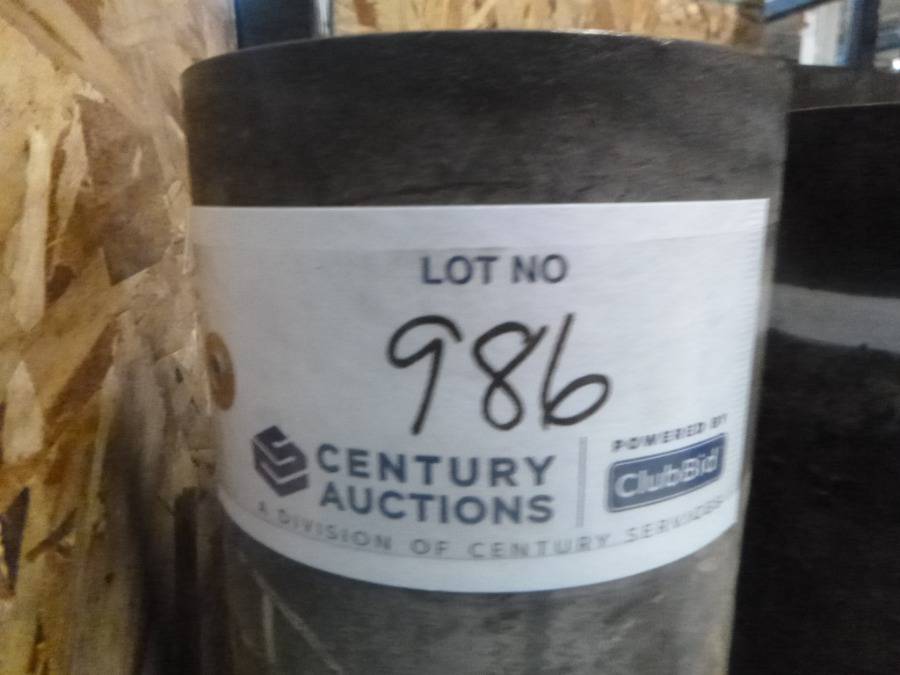 LOT NO
986
CENTURY
AUCTIONS
POWERED BY
ClubBid
A DIVISION OF CENTURY SERVICES